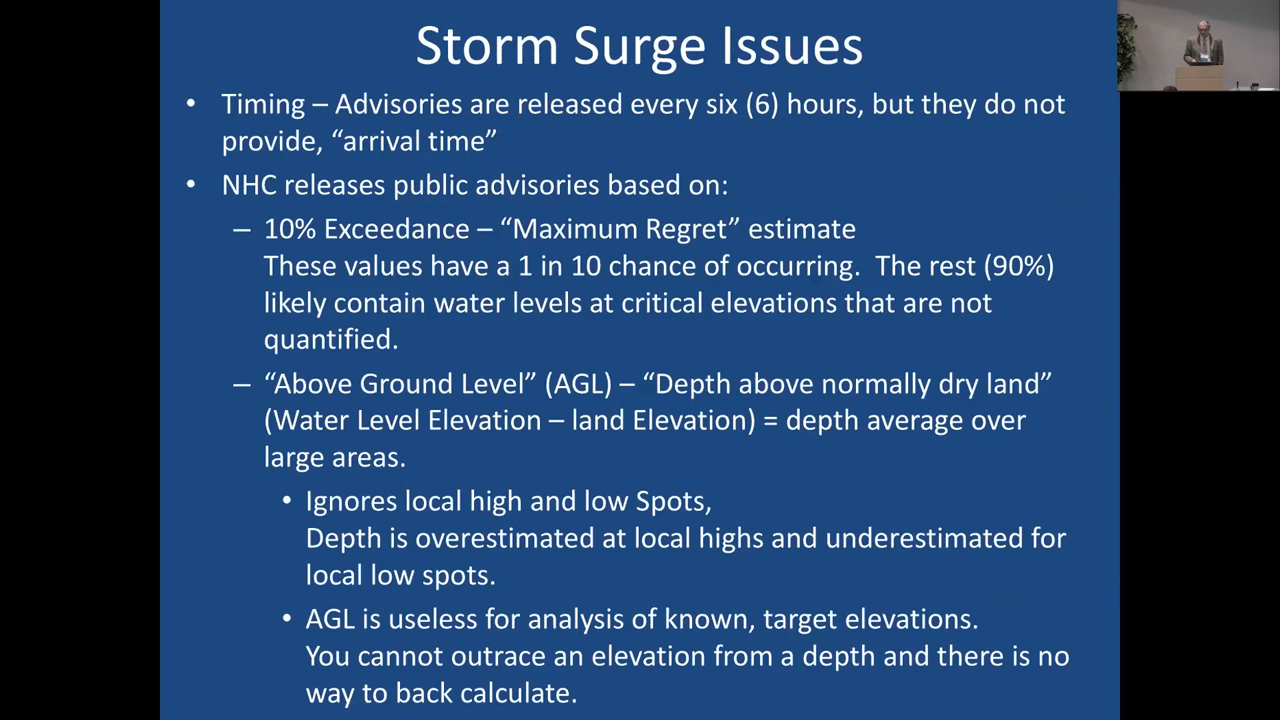 Storm Surge Issues
• Timing – Advisories are released every six (6) hours, but they do not
provide, “arrival time”
• NHC releases public advisories based on:
– 10% Exceedance – “Maximum Regret” estimate
These values have a 1 in 10 chance of occurring. The rest (90%)
likely contain water levels at critical elevations that are not
quantified.
– “Above Ground Level” (AGL) – “Depth above normally dry land”
(Water Level Elevation – land Elevation) = depth average over
large areas.
• Ignores local high and low Spots,
Depth is overestimated at local highs and underestimated for
local low spots.
• AGL is useless for analysis of known, target elevations.
You cannot outrace an elevation from a depth and there is no
way to back calculate.